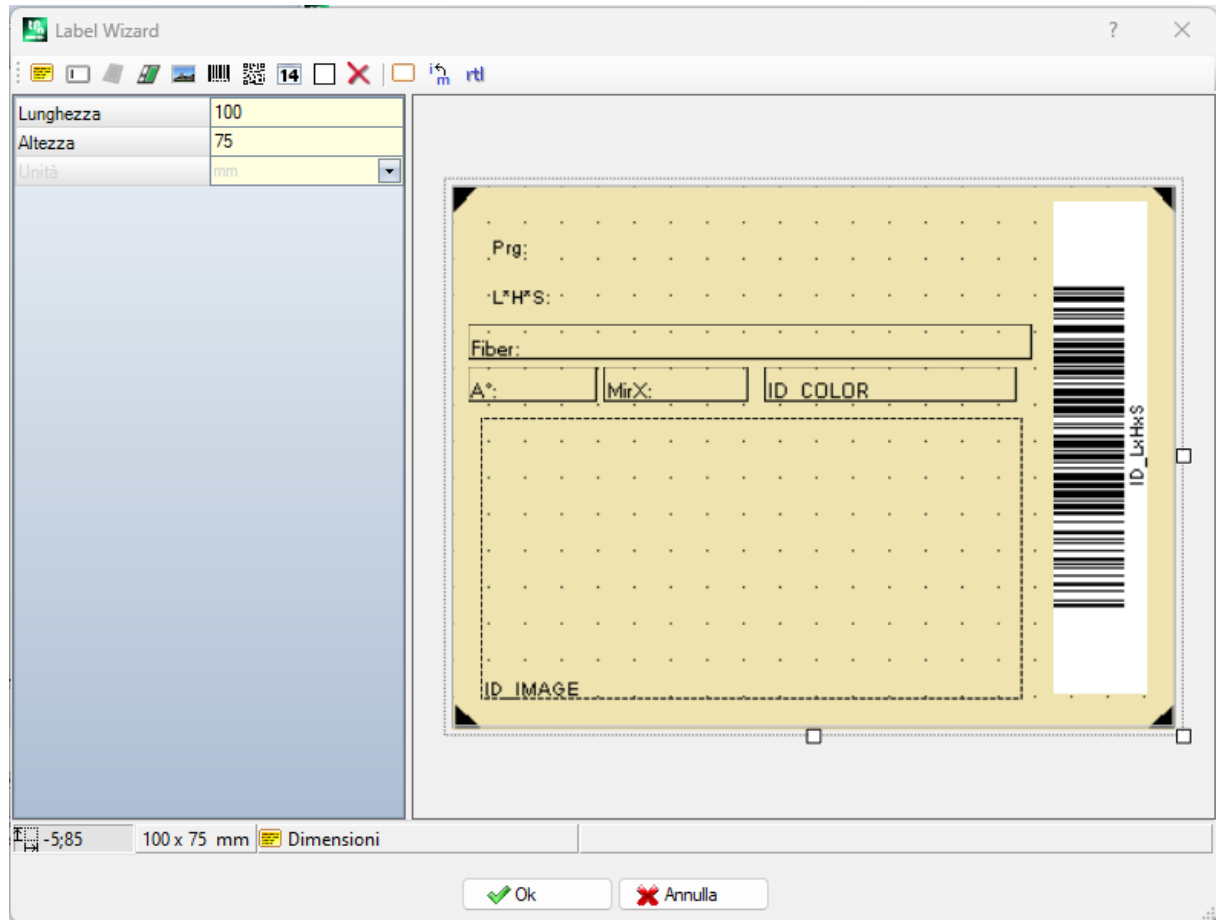 Label Wizard
?
14
i m
rtl
Lunghezza 100
Altezza 75
Unità mm
Prg:
L*H*S:
Fiber:
A°:
MirX:
ID_COLOR
ID_LxHxS
ID_IMAGE
-5;85
100 x 75 mm
Dimensioni
Ok
Annulla